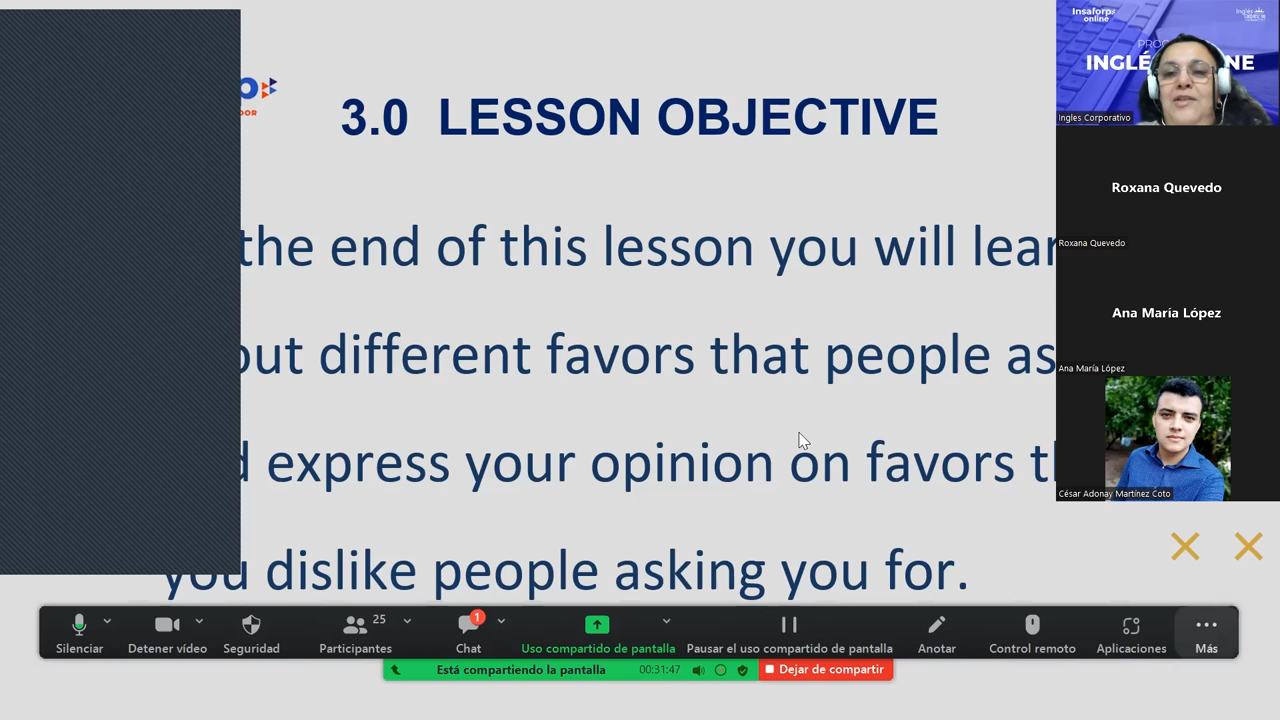 Insaforp
online
INGLÉ NE
3.0 LESSON OBJECTIVE
Ingles Corporativo
Roxana Quevedo
Roxana Quevedo
the end of this lesson you will lear
out different favors that people as
Ana María López
Ana María López
d express your opinion on favors t
César Adonay Martínez Coto
you dislike people asking you for.
Silenciar
Detener vídeo
Seguridad
25
Participantes
1
Chat
Uso compartido de pantalla
Pausar el uso compartido de pantalla
Anotar
Control remoto
Aplicaciones
Más
Está compartiendo la pantalla
00:31:47
Dejar de compartir